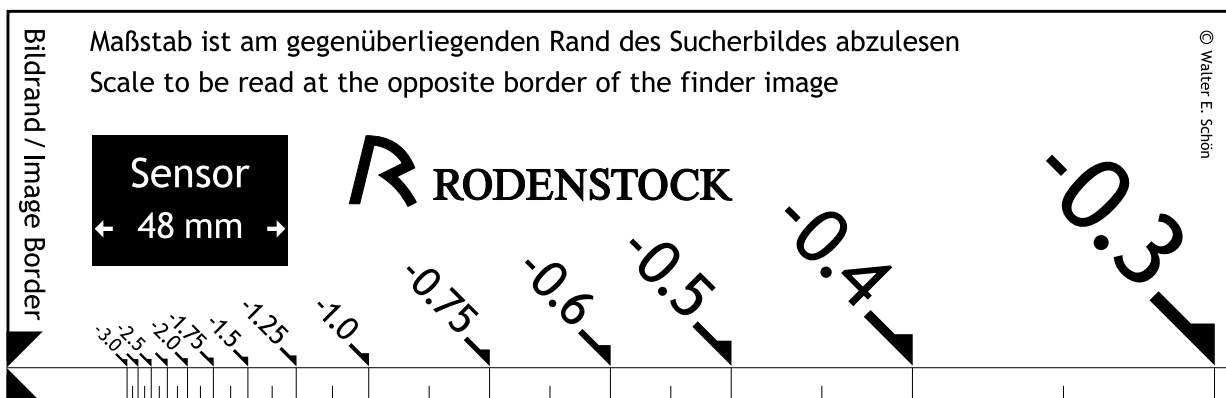 Maßstab ist am gegenüberliegenden Rand des Sucherbildes abzulesen
Scale to be read at the opposite border of the finder image
Bildrand / Image Border
© Walter E. Schön
Sensor
48 mm
R RODENSTOCK
-3.0
-2.5
-2.0
-1.75
-1.5
-1.25
-1.0
-0.75
-0.6
-0.5
-0.4
-0.3